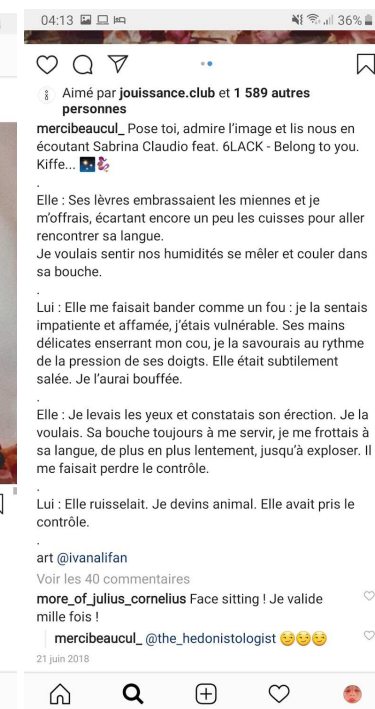 04:13
36%
Aimé par jouissance.club et 1 589 autres
personnes
mercibeaucul_ Pose toi, admire l'image et lis nous en
écoutant Sabrina Claudio feat. 6LACK - Belong to you.
Kiffe... 🌌💃
.
Elle : Ses lèvres embrassaient les miennes et je
m'offrais, écartant encore un peu les cuisses pour aller
rencontrer sa langue.
Je voulais sentir nos humidités se mêler et couler dans
sa bouche.
.
Lui : Elle me faisait bander comme un fou : je la sentais
impatiente et affamée, j'étais vulnérable. Ses mains
délicates enserrant mon cou, je la savourais au rythme
de la pression de ses doigts. Elle était subtilement
salée. Je l'aurai bouffée.
.
Elle : Je levais les yeux et constatais son érection. Je la
voulais. Sa bouche toujours à me servir, je me frottais à
sa langue, de plus en plus lentement, jusqu'à exploser. Il
me faisait perdre le contrôle.
.
Lui : Elle ruisselait. Je devins animal. Elle avait pris le
contrôle.
.
art @ivanalifan
Voir les 40 commentaires
more_of_julius_cornelius Face sitting ! Je valide
mille fois !
mercibeaucul_ @the_hedonistologist 😏😏😏
21 juin 2018